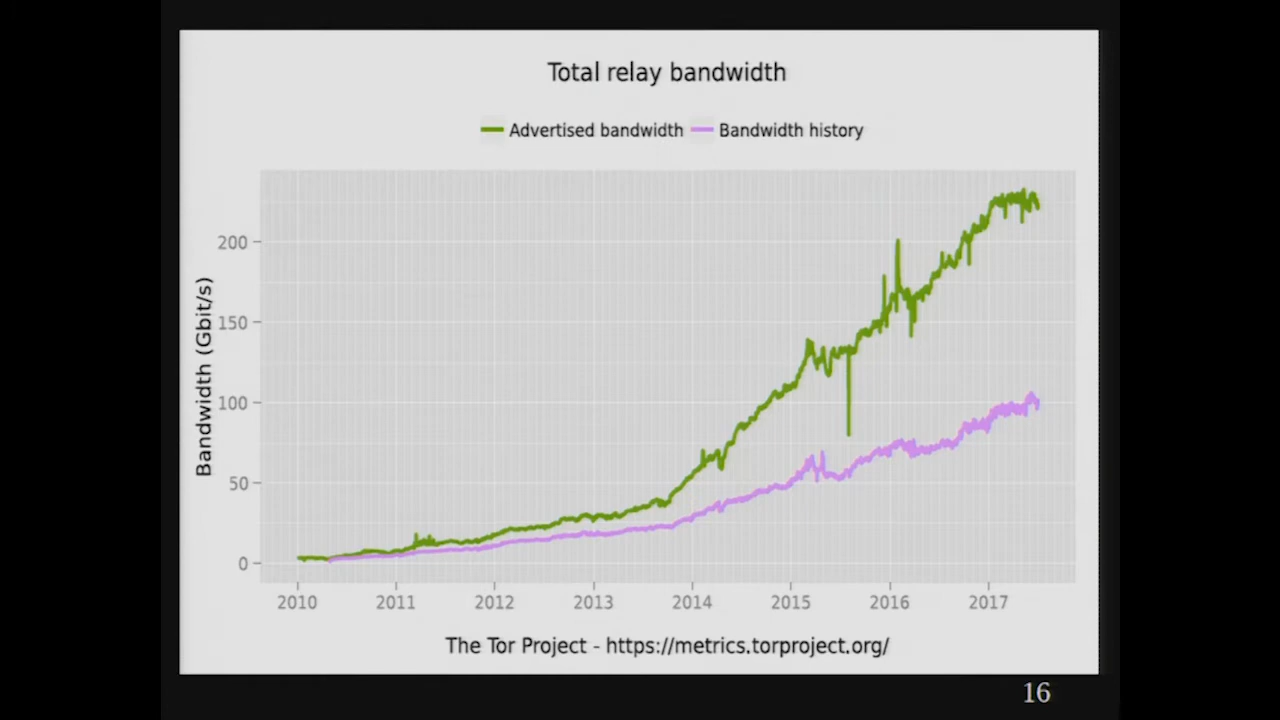 Total relay bandwidth
Advertised bandwidth Bandwidth history
Bandwidth (Gbit/s)
200
150
100
50
0
2010 2011 2012 2013 2014 2015 2016 2017
The Tor Project - https://metrics.torproject.org/
16